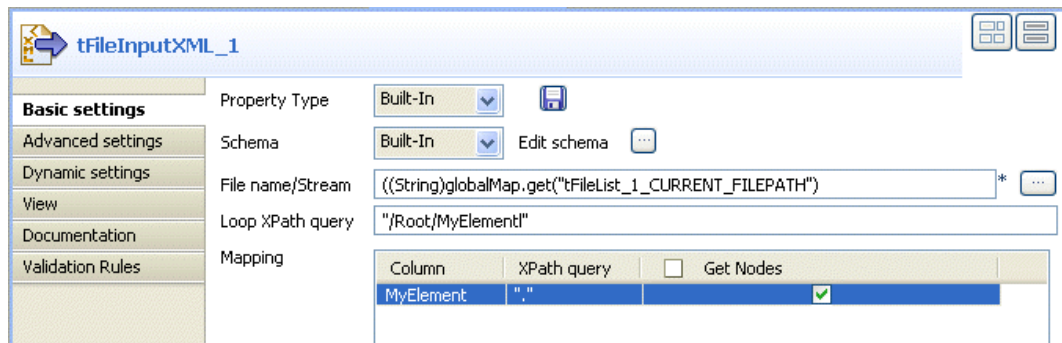 tFileInputXML_1
Basic settings
Property Type Built-In
Advanced settings
Schema Built-In Edit schema ...
Dynamic settings
File name/Stream ((String)globalMap.get("tFileList_1_CURRENT_FILEPATH") * ...
View
Loop XPath query "/Root/MyElementl"
Documentation
Validation Rules
Mapping
Column XPath query Get Nodes
MyElement "."